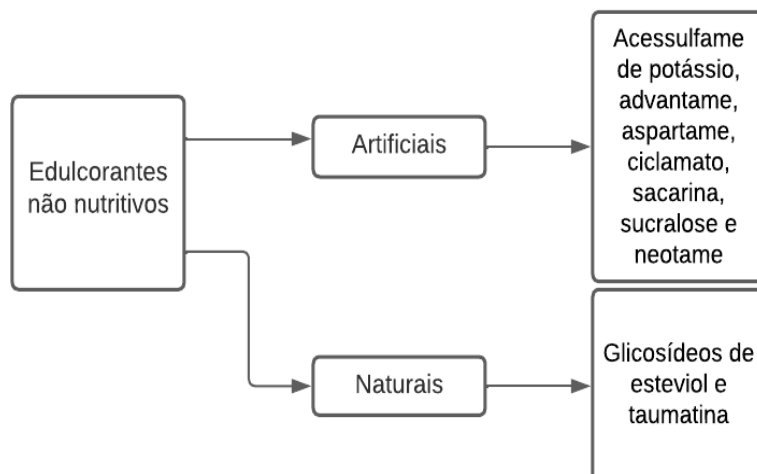 Edulcorantes
não nutritivos
Artificiais
Acessulfame
de potássio,
advantame,
aspartame,
ciclamato,
sacarina,
sucralose e
neotame
Naturais
Glicosídeos de
esteviol e
taumatina